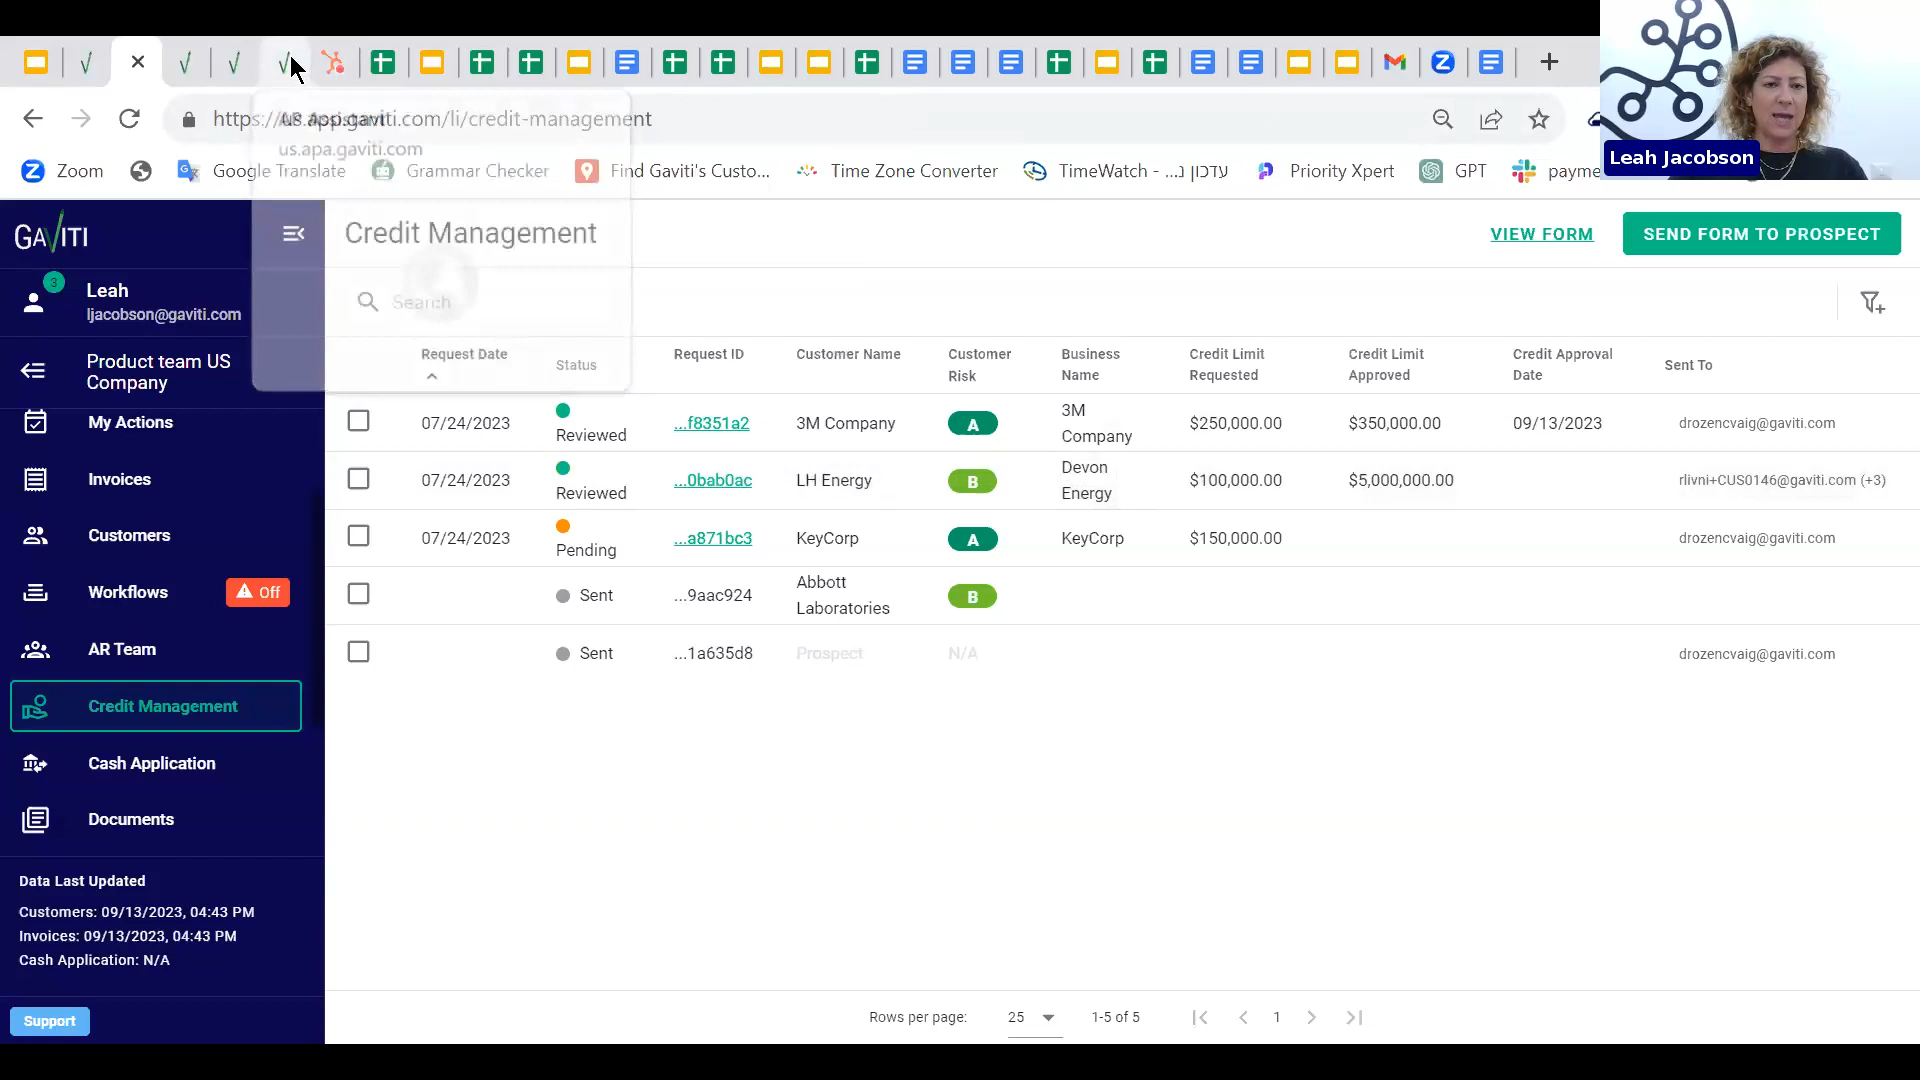 https://us.app.gaviti.com/li/credit-management
us.apa.gaviti.com
Zoom
Google Translate
Grammar Checker
Find Gaviti's Custo...
Time Zone Converter
TimeWatch - ...עדכון נ
Priority Xpert
GPT
payme
Leah Jacobson
GAVITI
Credit Management
VIEW FORM
SEND FORM TO PROSPECT
3
Leah
ljacobson@gaviti.com
Search
Product team US
Company
Request Date
Status
Request ID
Customer Name
Customer
Risk
Business
Name
Credit Limit
Requested
Credit Limit
Approved
Credit Approval
Date
Sent To
My Actions
Invoices
Customers
Workflows
Off
AR Team
Credit Management
Cash Application
Documents
07/24/2023
Reviewed
...f8351a2
3M Company
A
3M
Company
$250,000.00
$350,000.00
09/13/2023
drozencvaig@gaviti.com
07/24/2023
Reviewed
...0bab0ac
LH Energy
B
Devon
Energy
$100,000.00
$5,000,000.00
rlivni+CUS0146@gaviti.com (+3)
07/24/2023
Pending
...a871bc3
KeyCorp
A
KeyCorp
$150,000.00
drozencvaig@gaviti.com
Sent
...9aac924
Abbott
Laboratories
B
Sent
...1a635d8
Prospect
N/A
drozencvaig@gaviti.com
Data Last Updated
Customers: 09/13/2023, 04:43 PM
Invoices: 09/13/2023, 04:43 PM
Cash Application: N/A
Support
Rows per page:
25
1-5 of 5
1